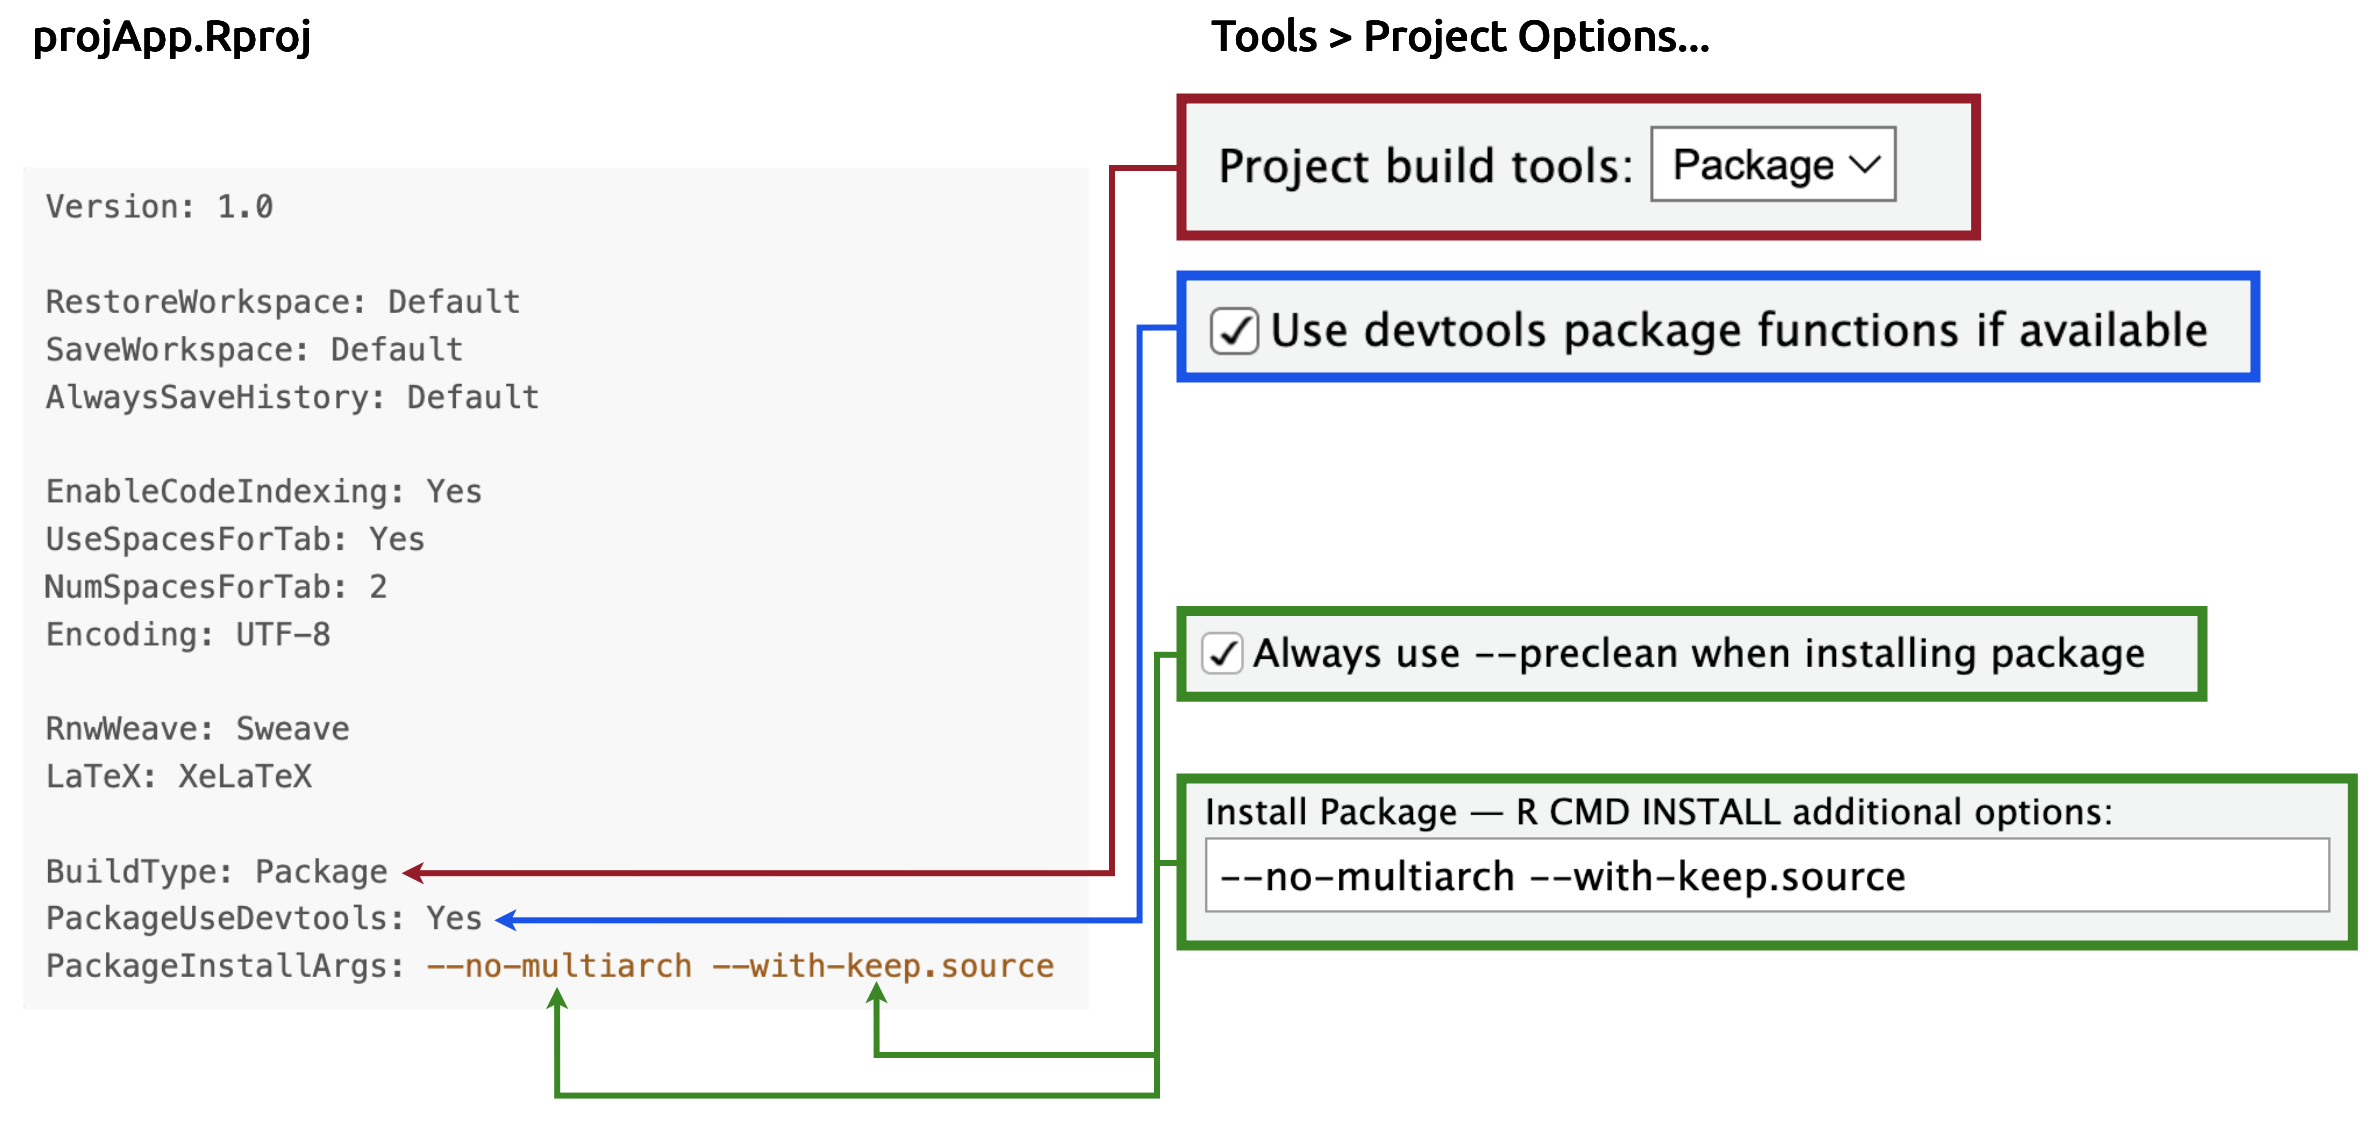 projApp.Rproj
Version: 1.0
RestoreWorkspace: Default
SaveWorkspace: Default
AlwaysSaveHistory: Default
EnableCodeIndexing: Yes
UseSpacesForTab: Yes
NumSpacesForTab: 2
Encoding: UTF-8
RnwWeave: Sweave
LaTeX: XeLaTeX
BuildType: Package
PackageUseDevtools: Yes
PackageInstallArgs: --no-multiarch --with-keep.source
Tools > Project Options...
Project build tools: Package
Use devtools package functions if available
Always use --preclean when installing package
Install Package — R CMD INSTALL additional options:
--no-multiarch --with-keep.source